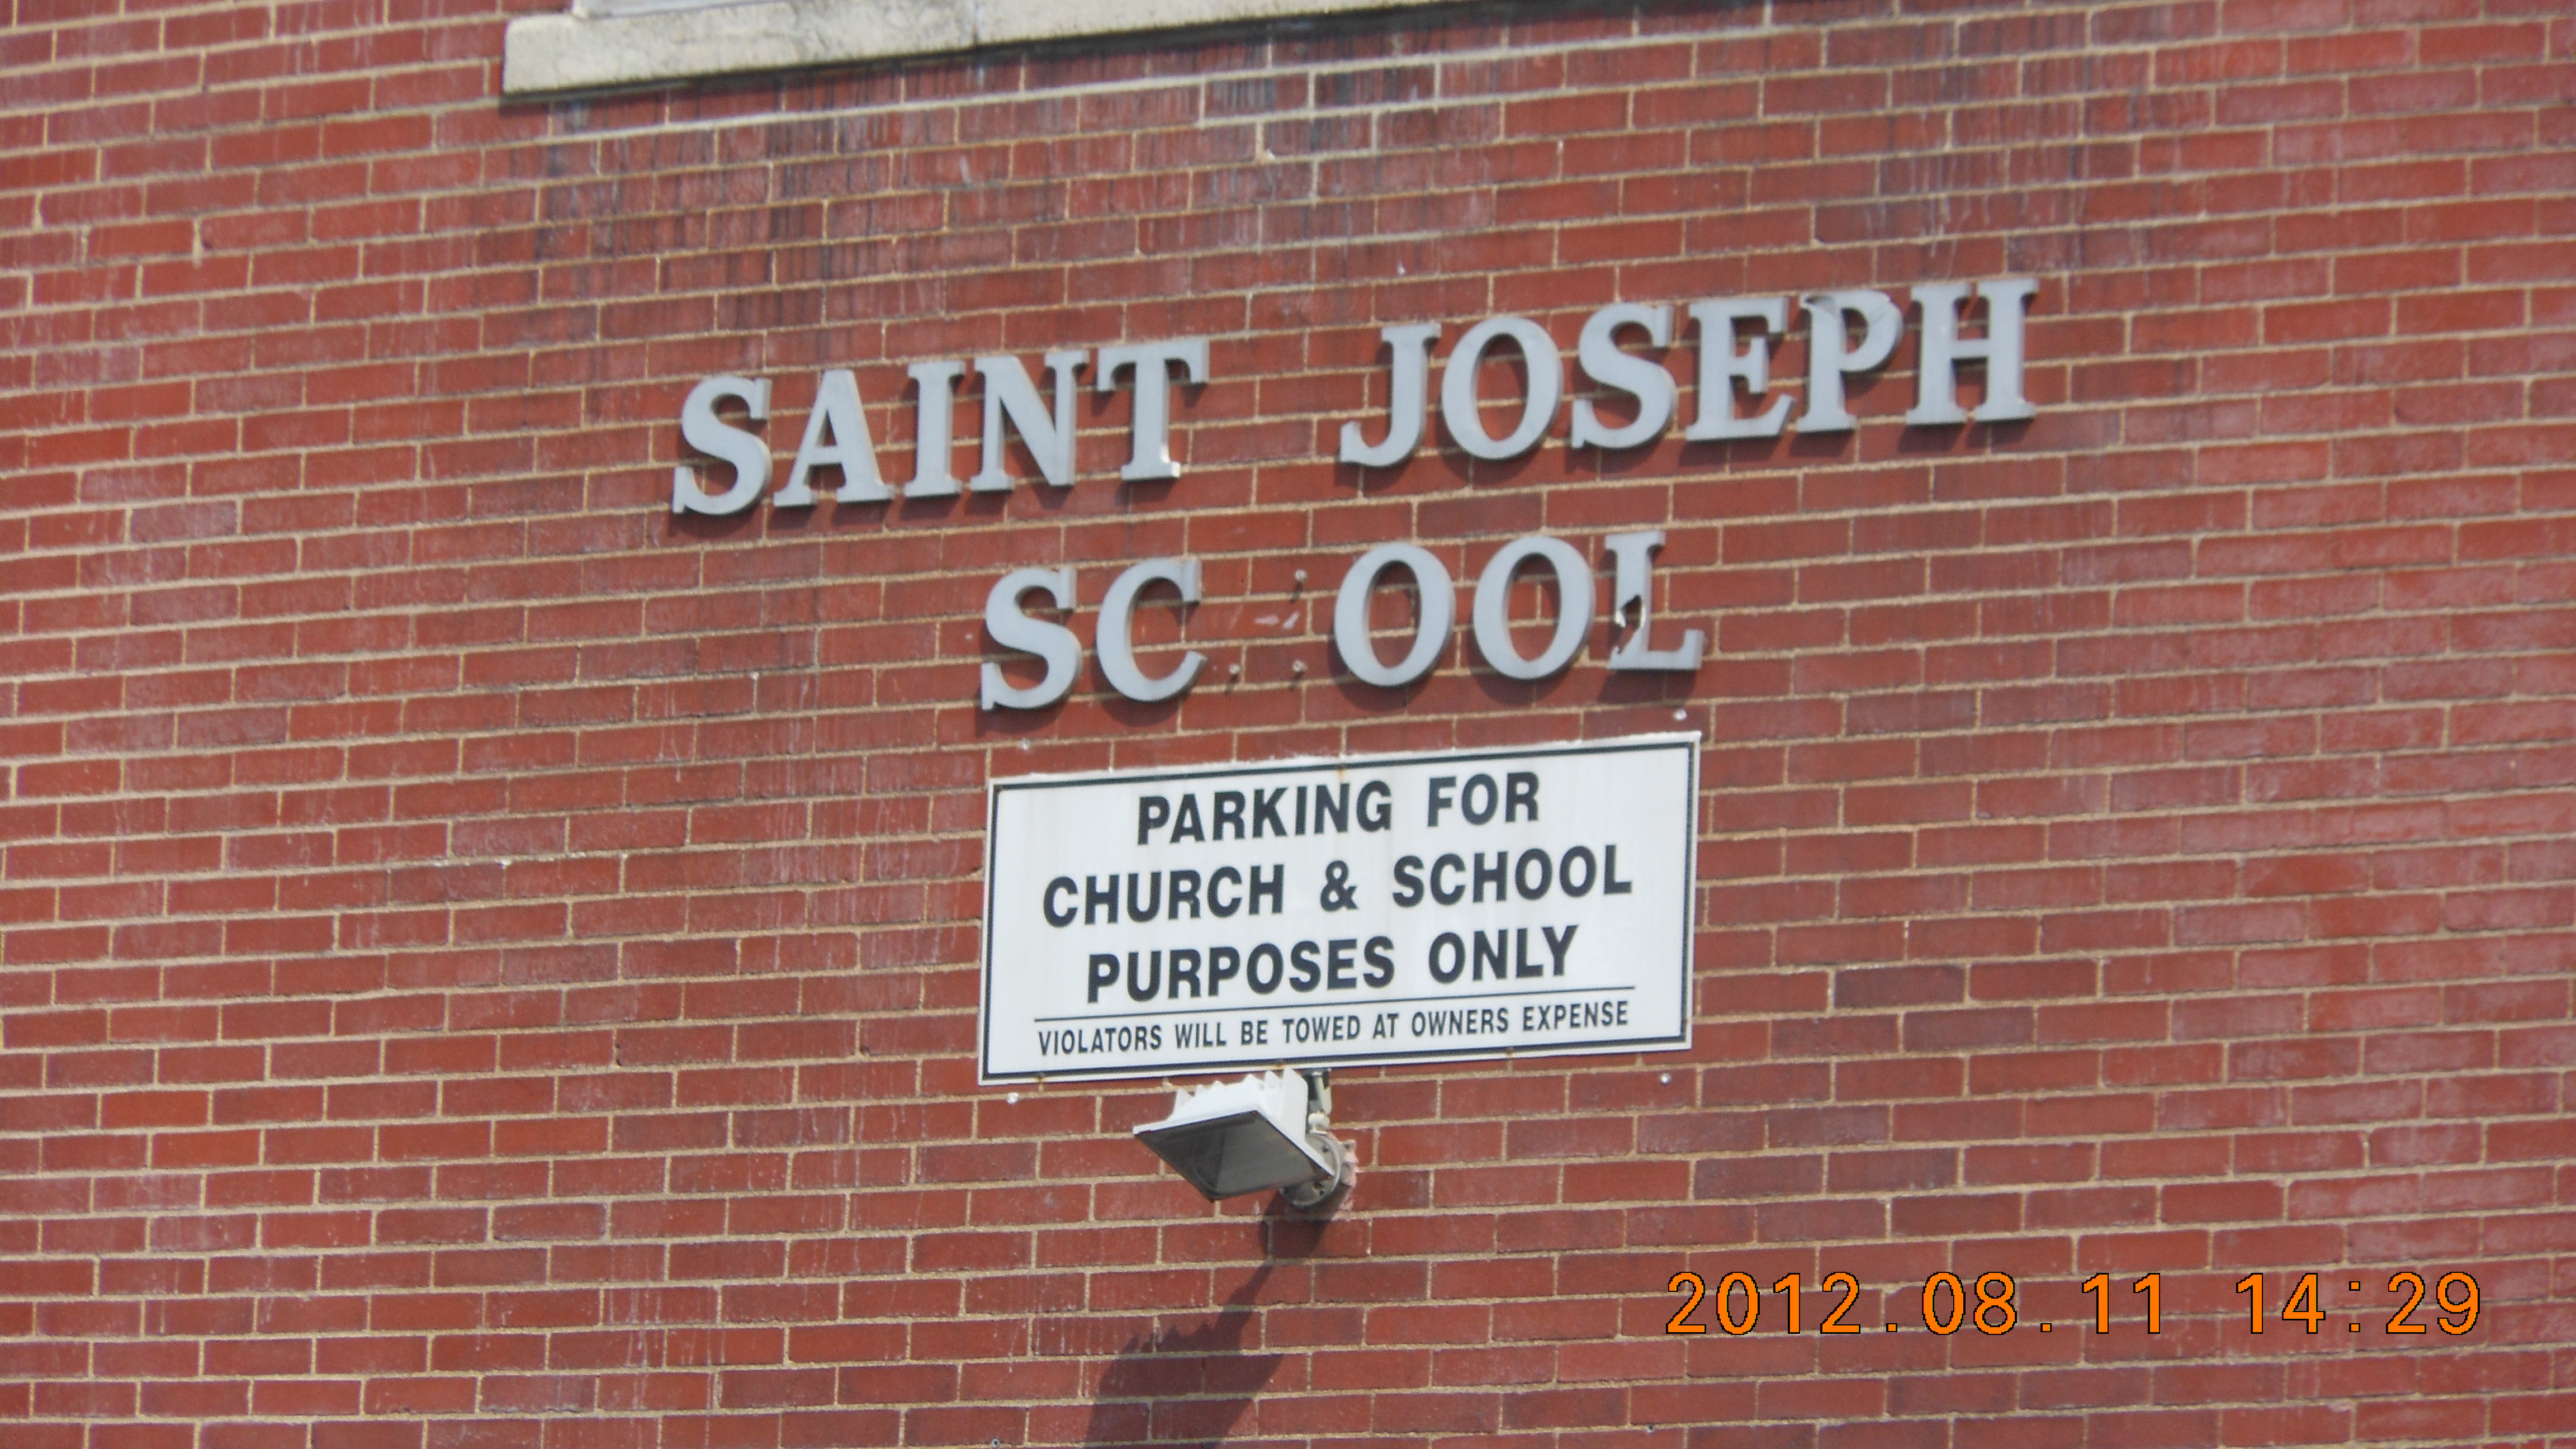 SAINT JOSEPH
SC OOL
PARKING FOR
CHURCH & SCHOOL
PURPOSES ONLY
VIOLATORS WILL BE TOWED AT OWNERS EXPENSE
2012.08.11 14:29